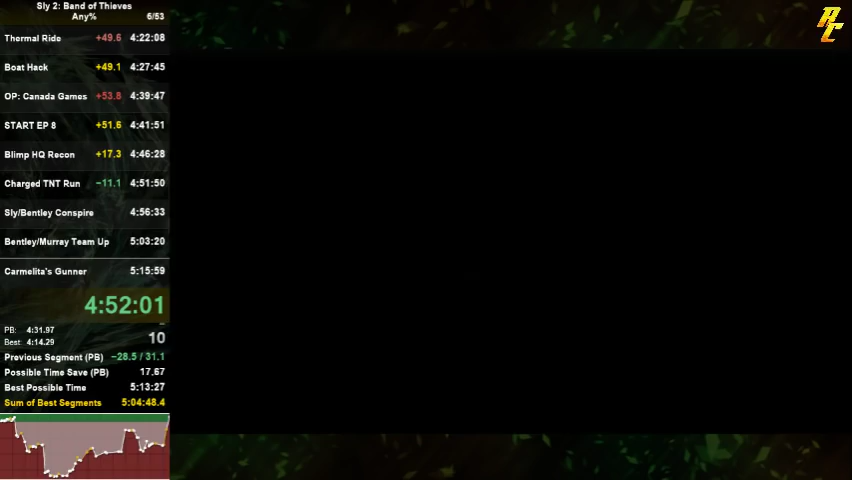 Sly 2: Band of Thieves
Any% 6/53
Thermal Ride +49.6 4:22:08
Boat Hack +49.1 4:27:45
OP: Canada Games +53.8 4:39:47
START EP 8 +51.6 4:41:51
Blimp HQ Recon +17.3 4:46:28
Charged TNT Run −11.1 4:51:50
Sly/Bentley Conspire 4:56:33
Bentley/Murray Team Up 5:03:20
Carmelita's Gunner 5:15:59
4:52:01
PB: 4:31.97
Best: 4:14.29
10
Previous Segment (PB) −28.5 / 31.1
Possible Time Save (PB) 17.67
Best Possible Time 5:13:27
Sum of Best Segments 5:04:48.4